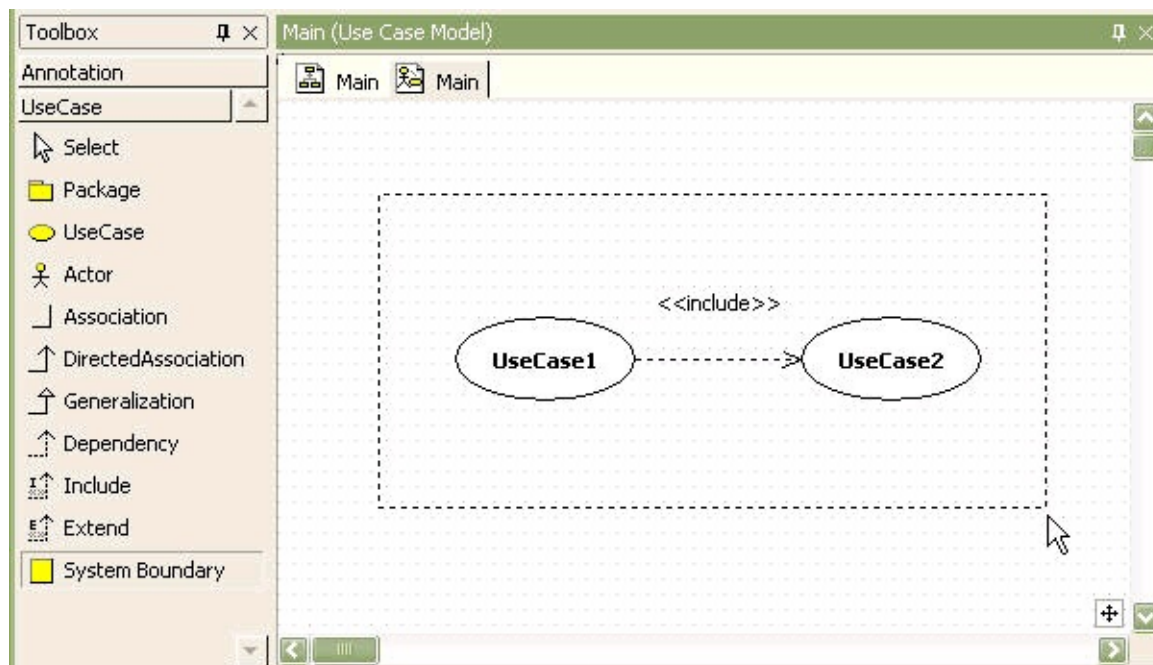 Toolbox
Annotation
UseCase
Select
Package
UseCase
Actor
Association
DirectedAssociation
Generalization
Dependency
Include
Extend
System Boundary
Main (Use Case Model)
Main Main
<<include>>
UseCase1 UseCase2